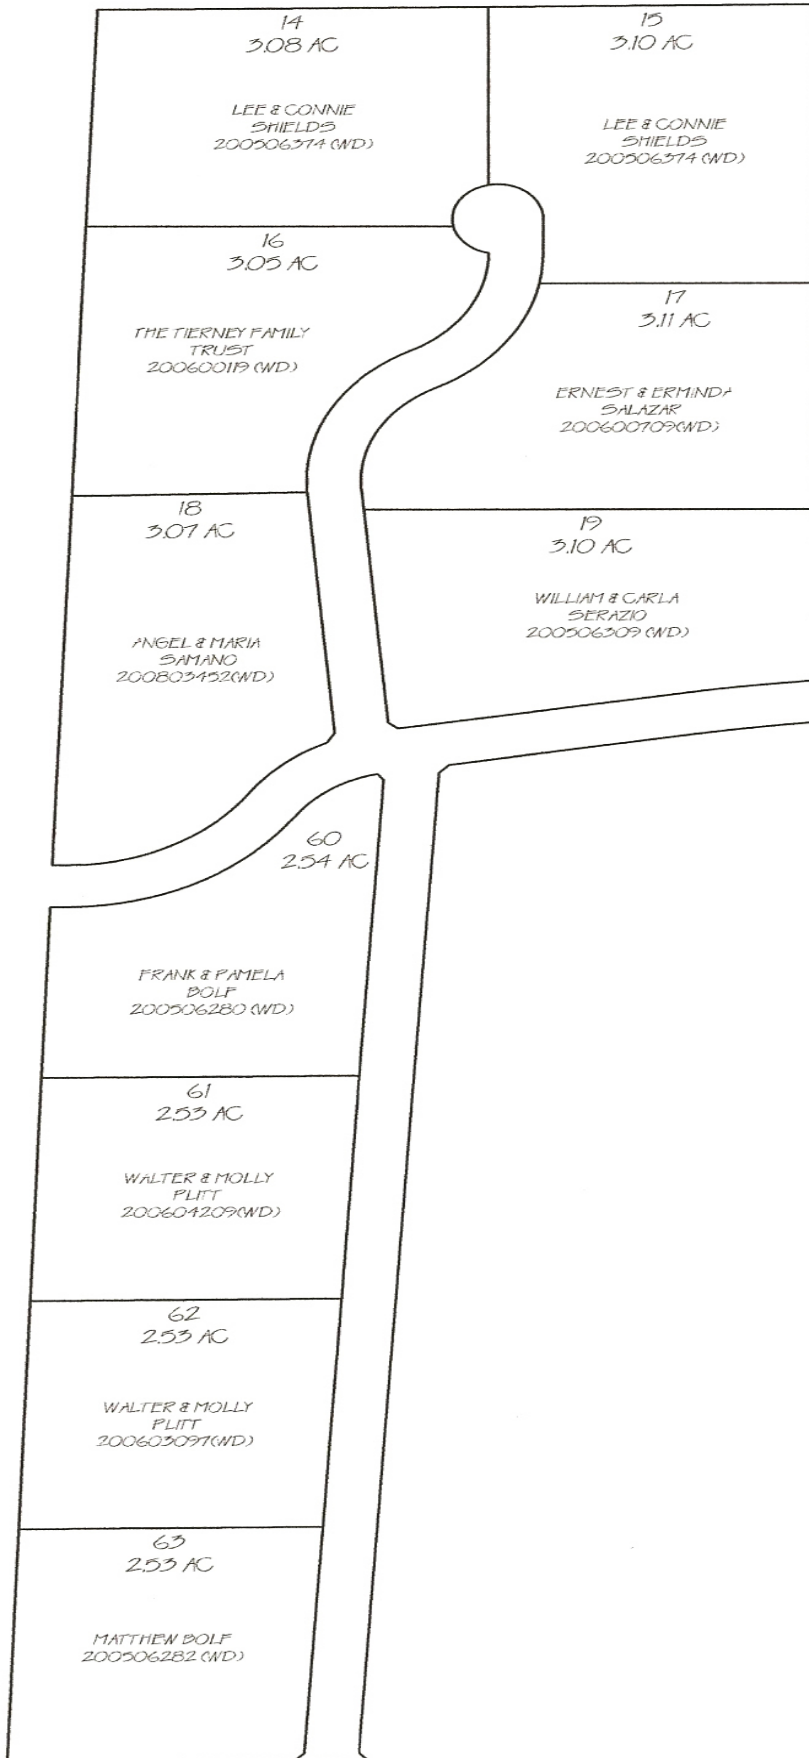 14
3.08 AC
LEE & CONNIE
SHIELDS
200506374 (WD)
15
3.10 AC
LEE & CONNIE
SHIELDS
200506374 (WD)
16
3.05 AC
THE TIERNEY FAMILY
TRUST
200600119 (WD)
17
3.11 AC
ERNEST & ERMINDA
SALAZAR
200600709(WD)
18
3.07 AC
ANGEL & MARIA
SAMANO
200803452(WD)
19
3.10 AC
WILLIAM & CARLA
SERAZIO
200506309 (WD)
60
2.54 AC
FRANK & PAMELA
BOLF
200506280 (WD)
61
2.53 AC
WALTER & MOLLY
PLITT
200604209(WD)
62
2.53 AC
WALTER & MOLLY
PLITT
200603097(WD)
63
2.53 AC
MATTHEW BOLF
200506282 (WD)